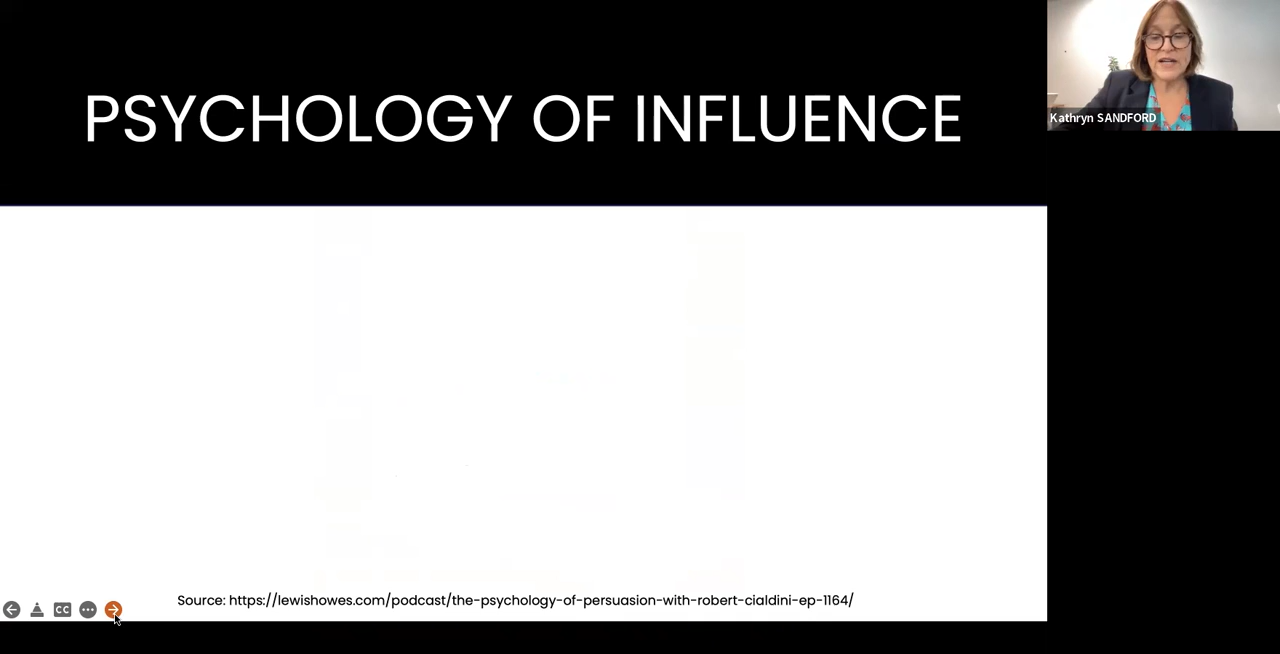 PSYCHOLOGY OF INFLUENCE
Kathryn SANDFORD
CC
Source: https://lewishowes.com/podcast/the-psychology-of-persuasion-with-robert-cialdini-ep-1164/